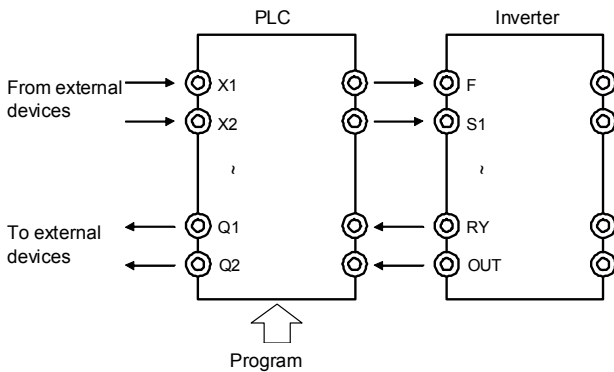 PLC
Inverter
From external
devices
X1
F
X2
S1
~
~
To external
devices
Q1
RY
Q2
OUT
Program